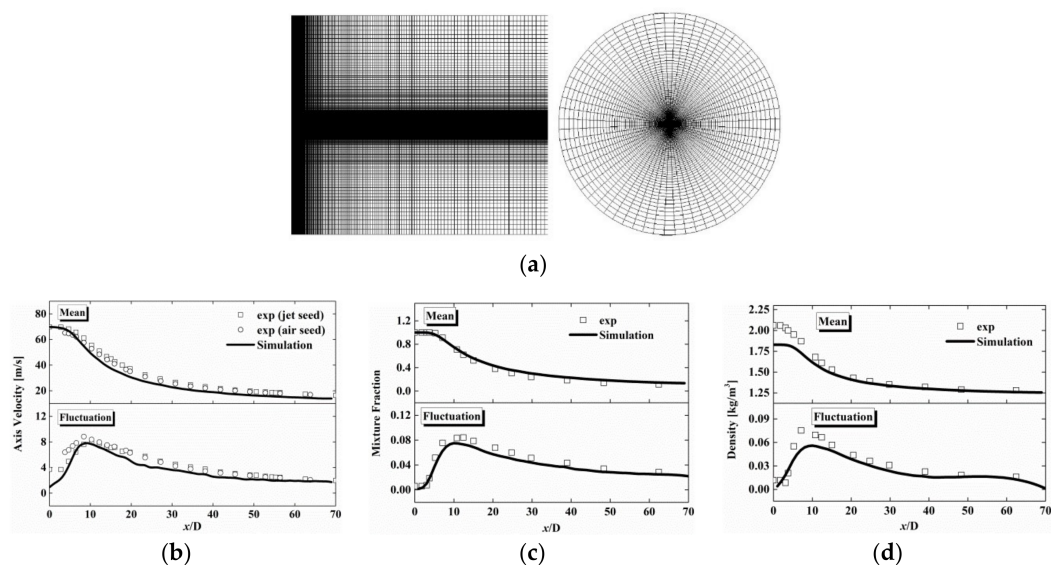 (a)
Mean
exp (jet seed)
exp (air seed)
Simulation
Axis Velocity [m/s]
80
60
40
20
Fluctuation
12
8
4
0
0 10 20 30 40 50 60 70
x/D
(b)
Mean
exp
Simulation
Mixture Fraction
1.2
0.8
0.4
0.0
Fluctuation
0.12
0.08
0.04
0.00
0 10 20 30 40 50 60 70
x/D
(c)
Mean
exp
Simulation
Density [kg/m³]
2.25
2.00
1.75
1.50
1.25
Fluctuation
0.09
0.06
0.03
0.00
0 10 20 30 40 50 60 70
x/D
(d)